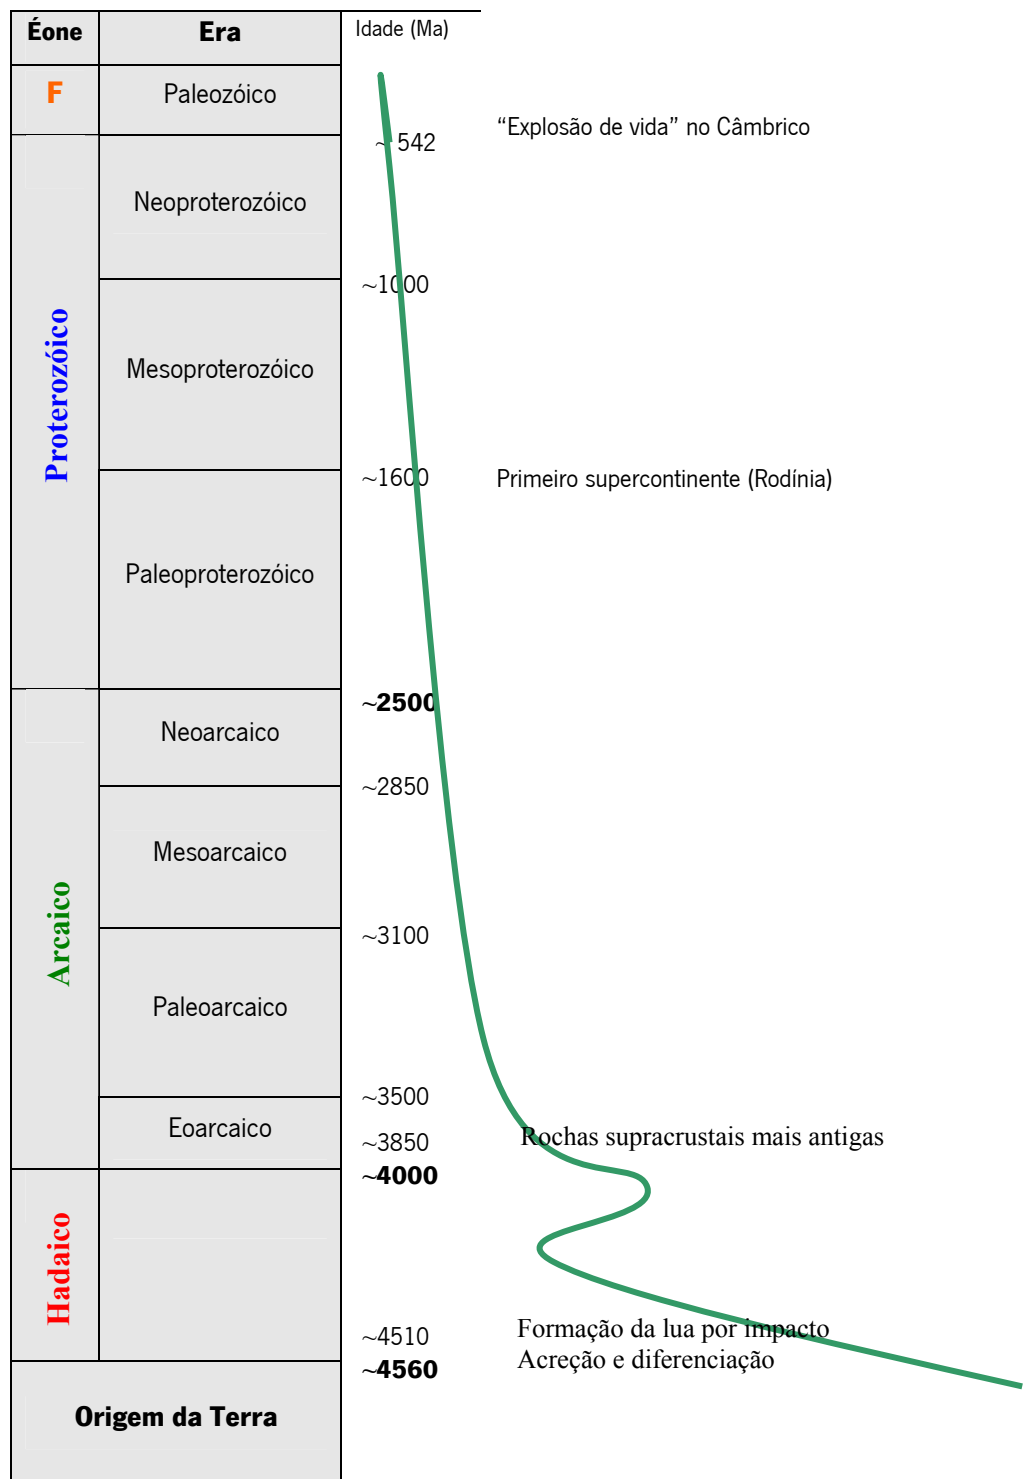 Éone
Era
Idade (Ma)
F
Paleozóico
~ 542
“Explosão de vida” no Câmbrico
Proterozóico
Neoproterozóico
~1000
Mesoproterozóico
~1600
Primeiro supercontinente (Rodínia)
Paleoproterozóico
~2500
Arcaico
Neoarcaico
~2850
Mesoarcaico
~3100
Paleoarcaico
~3500
Eoarcaico
~3850
Rochas supracrustais mais antigas
~4000
Hadaico
~4510
Formação da lua por impacto
Acreção e diferenciação
~4560
Origem da Terra